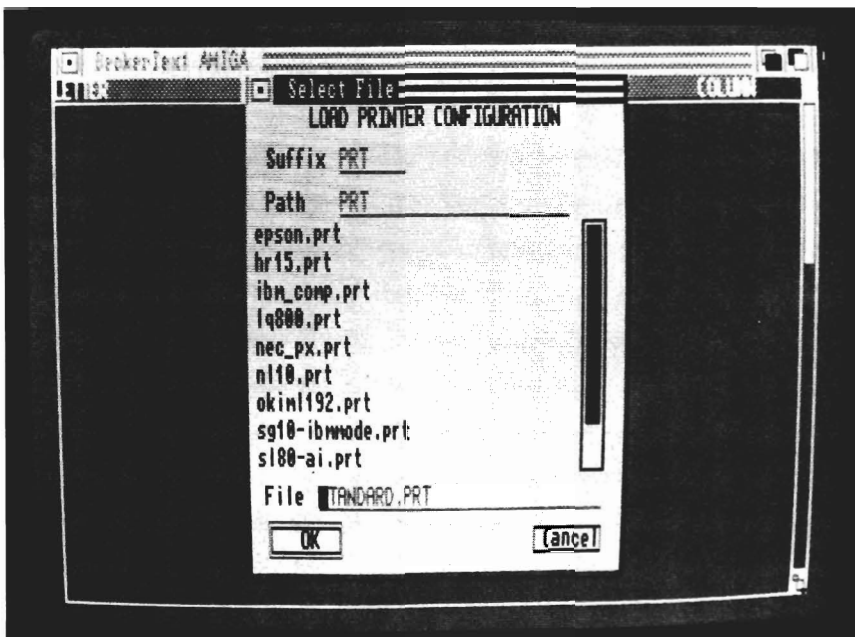 BeckerText AMIGA
COLUMN
Select File
LOAD PRINTER CONFIGURATION
Suffix PRT
Path PRT
epson.prt
hr15.prt
ibm_comp.prt
lq800.prt
nec_px.prt
nl10.prt
okiml192.prt
sg10-ibmmode.prt
sl80-ai.prt
File TANDARD.PRT
OK
Cancel